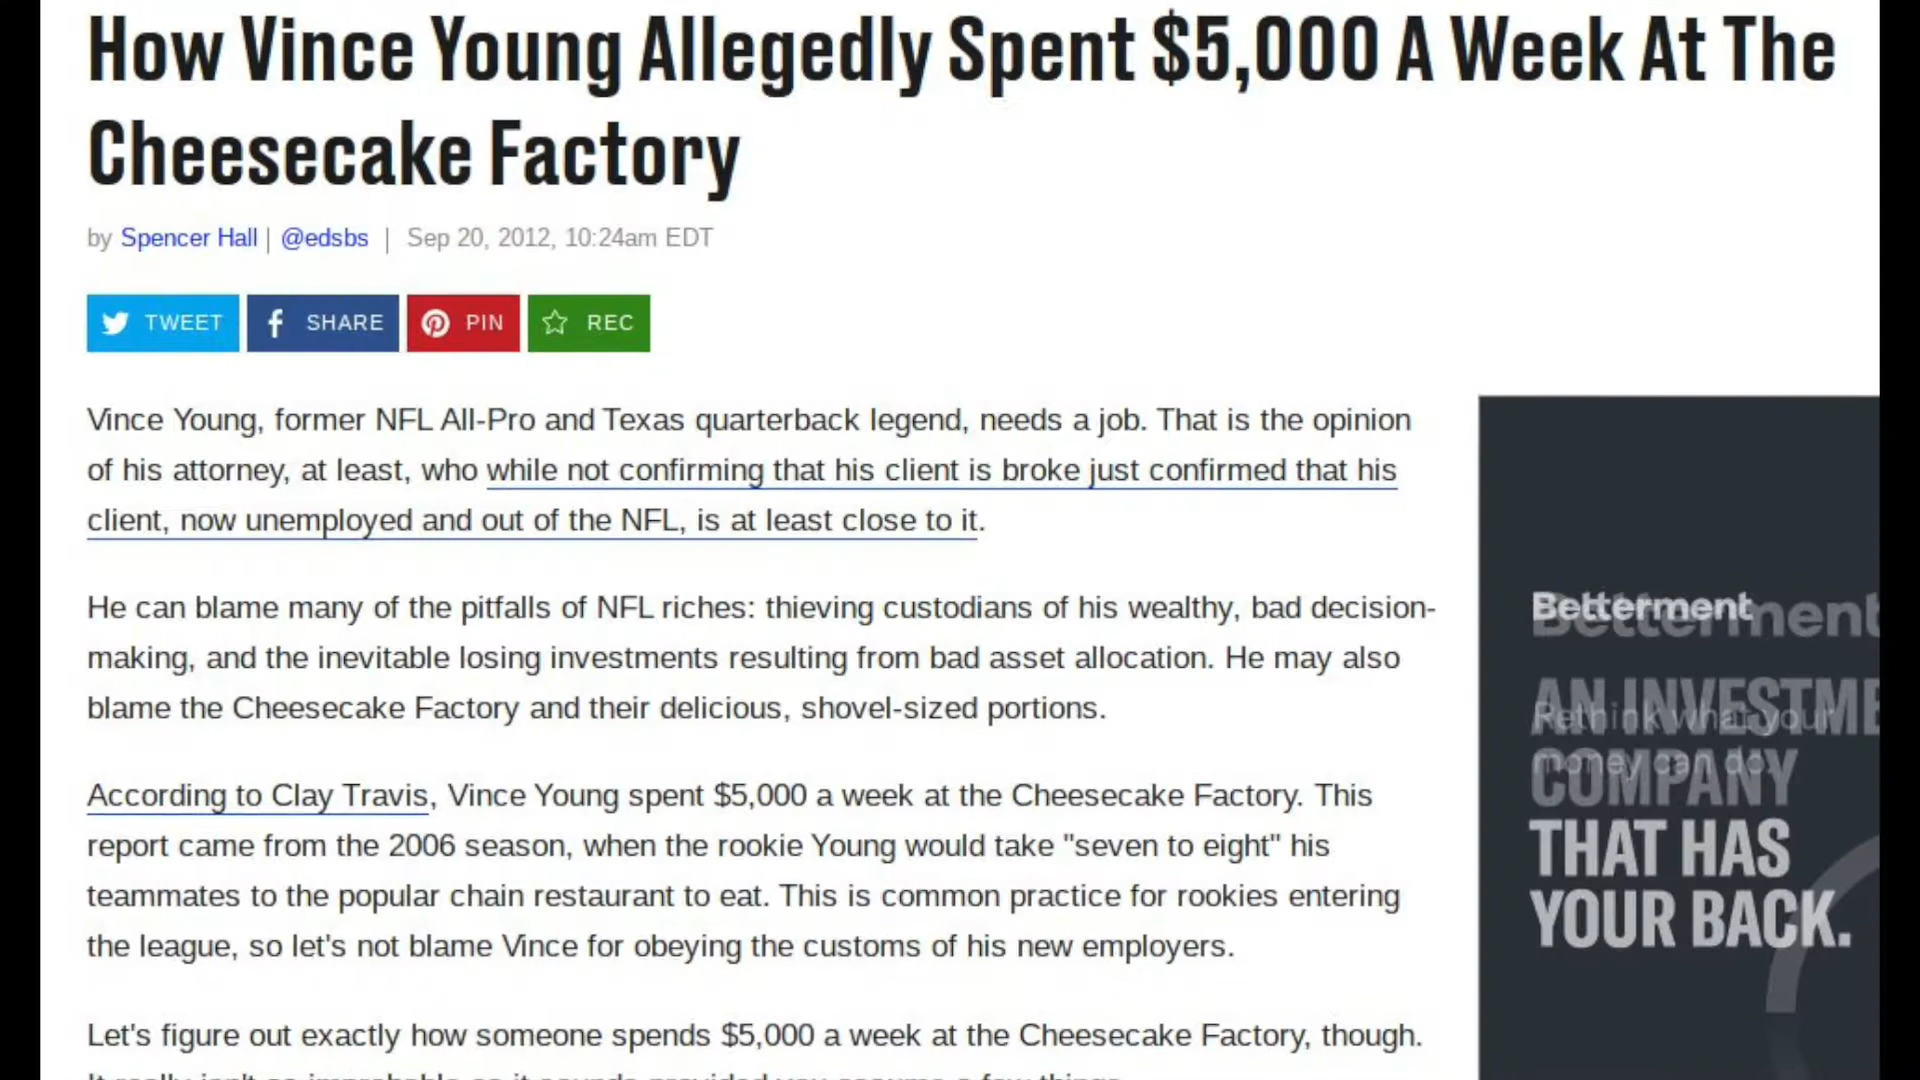 How Vince Young Allegedly Spent $5,000 A Week At The
Cheesecake Factory
by Spencer Hall | @edsbs | Sep 20, 2012, 10:24am EDT
TWEET SHARE PIN REC
Vince Young, former NFL All-Pro and Texas quarterback legend, needs a job. That is the opinion
of his attorney, at least, who while not confirming that his client is broke just confirmed that his
client, now unemployed and out of the NFL, is at least close to it.
He can blame many of the pitfalls of NFL riches: thieving custodians of his wealthy, bad decision-
making, and the inevitable losing investments resulting from bad asset allocation. He may also
blame the Cheesecake Factory and their delicious, shovel-sized portions.
According to Clay Travis, Vince Young spent $5,000 a week at the Cheesecake Factory. This
report came from the 2006 season, when the rookie Young would take "seven to eight" his
teammates to the popular chain restaurant to eat. This is common practice for rookies entering
the league, so let's not blame Vince for obeying the customs of his new employers.
Let's figure out exactly how someone spends $5,000 a week at the Cheesecake Factory, though.
Betterment
Betterment
Rethink what your
money can do.
AN INVESTME
COMPANY
THAT HAS
YOUR BACK.